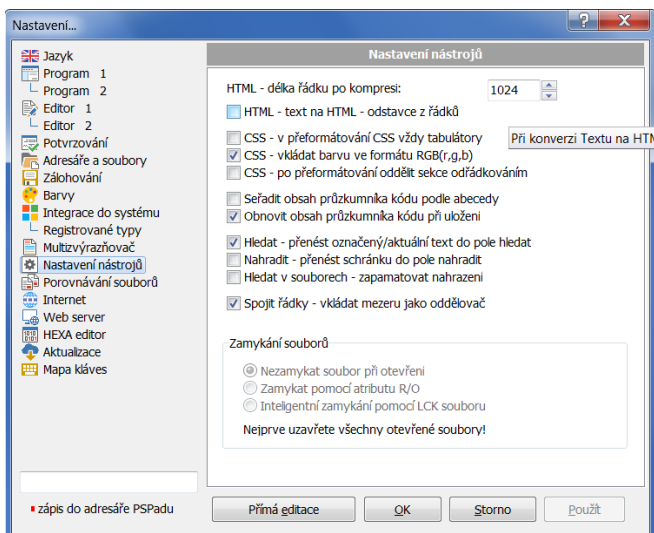 Nastavení...
Jazyk
Program 1
Program 2
Editor 1
Editor 2
Potvrzování
Adresáře a soubory
Zálohování
Barvy
Integrace do systému
Registrované typy
Multizvýrazňovač
Nastavení nástrojů
Porovnávání souborů
Internet
Web server
HEXA editor
Aktualizace
Mapa kláves
zápis do adresáře PSPadu
Nastavení nástrojů
HTML - délka řádku po kompresi: 1024
HTML - text na HTML - odstavce z řádků
CSS - v přeformátování CSS vždy tabulátory
Při konverzi Textu na HTM
CSS - vkládat barvu ve formátu RGB(r,g,b)
CSS - po přeformátování oddělit sekce odřádkováním
Seřadit obsah průzkumníka kódu podle abecedy
Obnovit obsah průzkumníka kódu při uložení
Hledat - přenést označený/aktuální text do pole hledat
Nahradit - přenést schránku do pole nahradit
Hledat v souborech - zapamatovat nahrazení
Spojit řádky - vkládat mezeru jako oddělovač
Zamykání souborů
Nezamykat soubor při otevření
Zamykat pomocí atributu R/O
Inteligentní zamykání pomocí LCK souboru
Nejprve uzavřete všechny otevřené soubory!
Přímá editace
OK
Storno
Použít